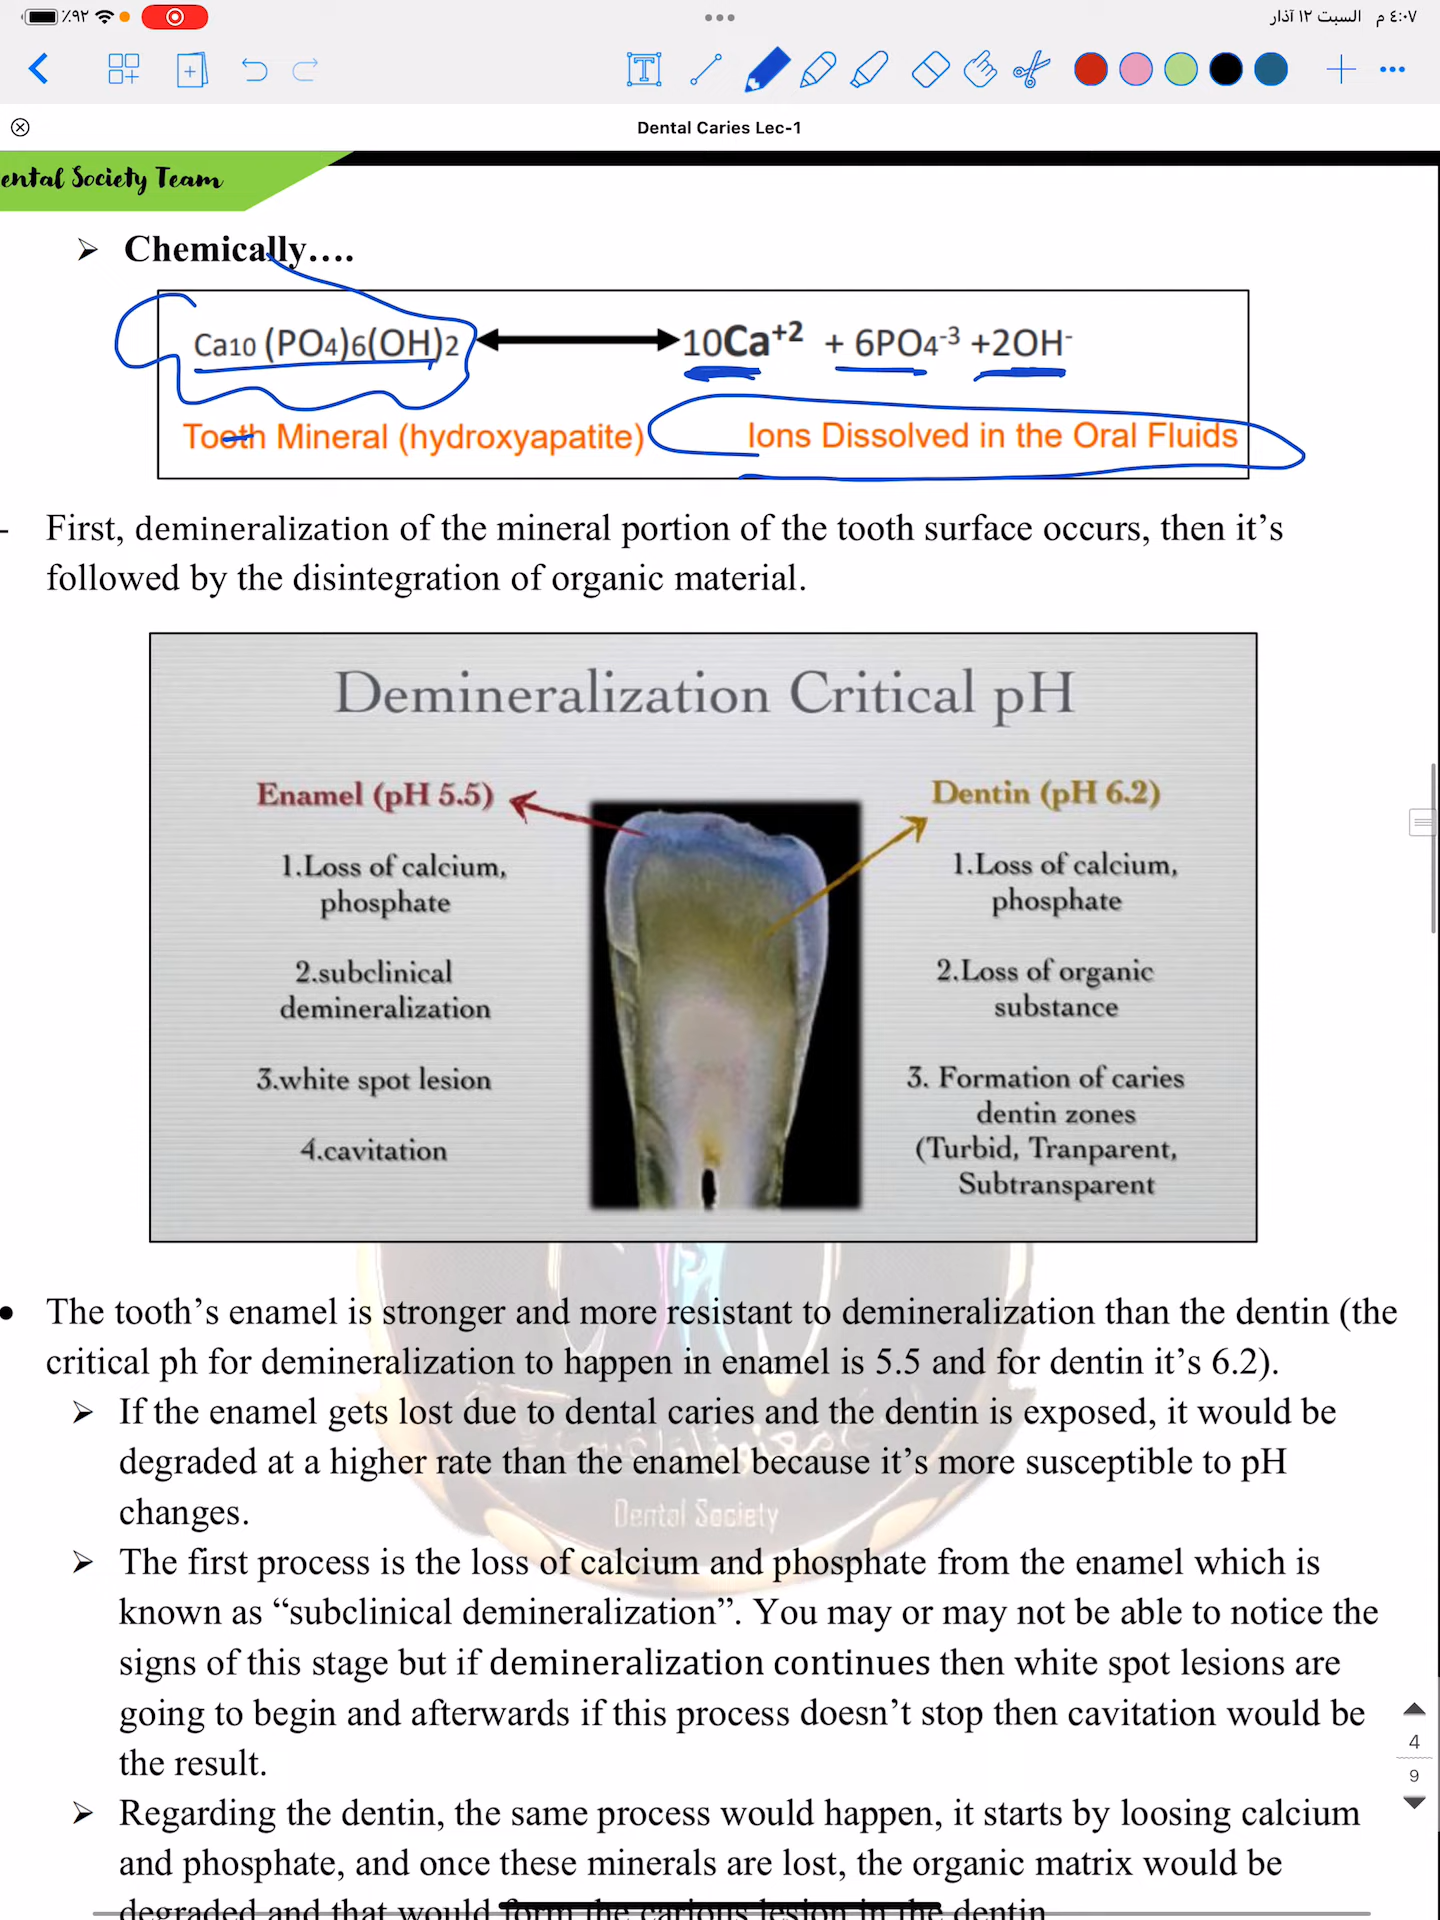 ٪٩٢
٤:٠٧ م السبت ١٢ آذار
Dental Caries Lec-1
ental Society Team
➢ Chemically….
Ca10 (PO4)6(OH)2 ⟷ 10Ca+2 + 6PO4-3 +2OH-
Tooth Mineral (hydroxyapatite) Ions Dissolved in the Oral Fluids
- First, demineralization of the mineral portion of the tooth surface occurs, then it’s
followed by the disintegration of organic material.
Demineralization Critical pH
Enamel (pH 5.5)
1.Loss of calcium,
phosphate
2.subclinical
demineralization
3.white spot lesion
4.cavitation
Dentin (pH 6.2)
1.Loss of calcium,
phosphate
2.Loss of organic
substance
3. Formation of caries
dentin zones
(Turbid, Tranparent,
Subtransparent
• The tooth’s enamel is stronger and more resistant to demineralization than the dentin (the
critical ph for demineralization to happen in enamel is 5.5 and for dentin it’s 6.2).
➢ If the enamel gets lost due to dental caries and the dentin is exposed, it would be
degraded at a higher rate than the enamel because it’s more susceptible to pH
changes.
Dental Society
➢ The first process is the loss of calcium and phosphate from the enamel which is
known as “subclinical demineralization”. You may or may not be able to notice the
signs of this stage but if demineralization continues then white spot lesions are
going to begin and afterwards if this process doesn’t stop then cavitation would be
the result.
4
9
➢ Regarding the dentin, the same process would happen, it starts by loosing calcium
and phosphate, and once these minerals are lost, the organic matrix would be
degraded and that would form the carious lesion in the dentin